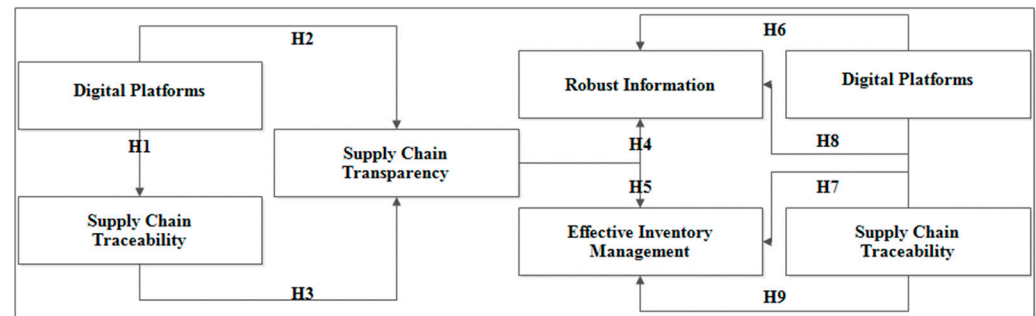 H2
H6
Digital Platforms
Robust Information
Digital Platforms
H1
H4
H8
Supply Chain
Transparency
H5
H7
Supply Chain
Traceability
Effective Inventory
Management
Supply Chain
Traceability
H3
H9